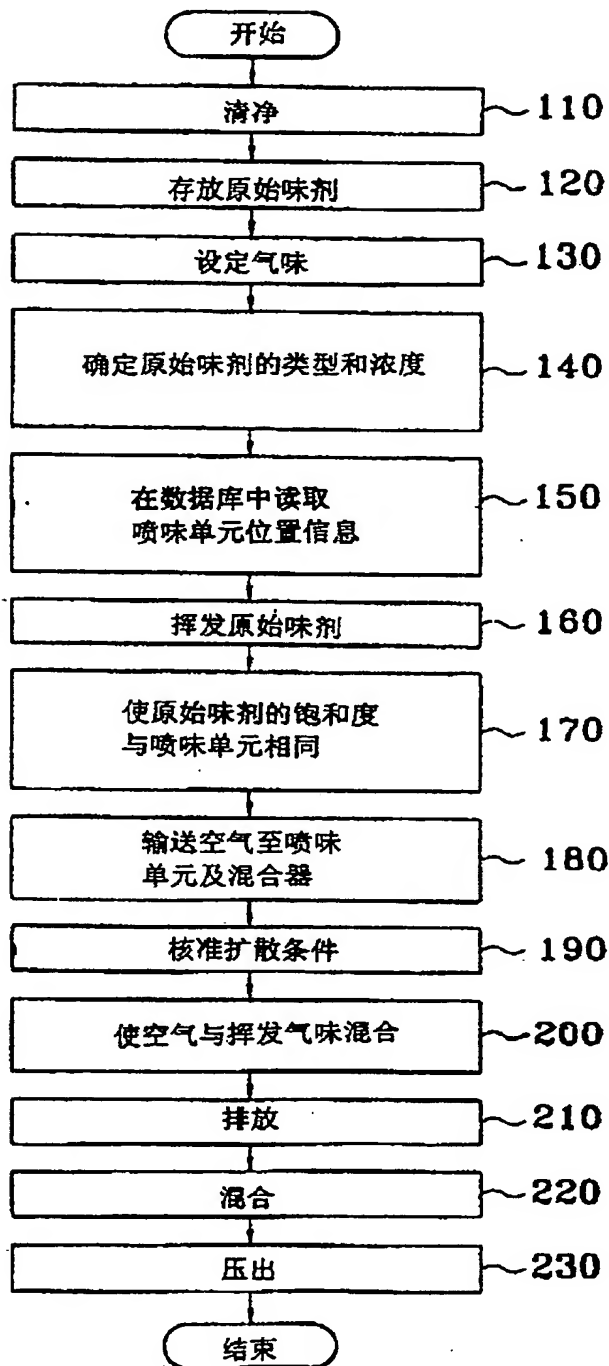 开始
清净
110
存放原始味剂
120
设定气味
130
确定原始味剂的类型和浓度
140
在数据库中读取
喷味单元位置信息
150
挥发原始味剂
160
使原始味剂的饱和度
与喷味单元相同
170
输送空气至喷味
单元及混合器
180
核准扩散条件
190
使空气与挥发气味混合
200
排放
210
混合
220
压出
230
结束